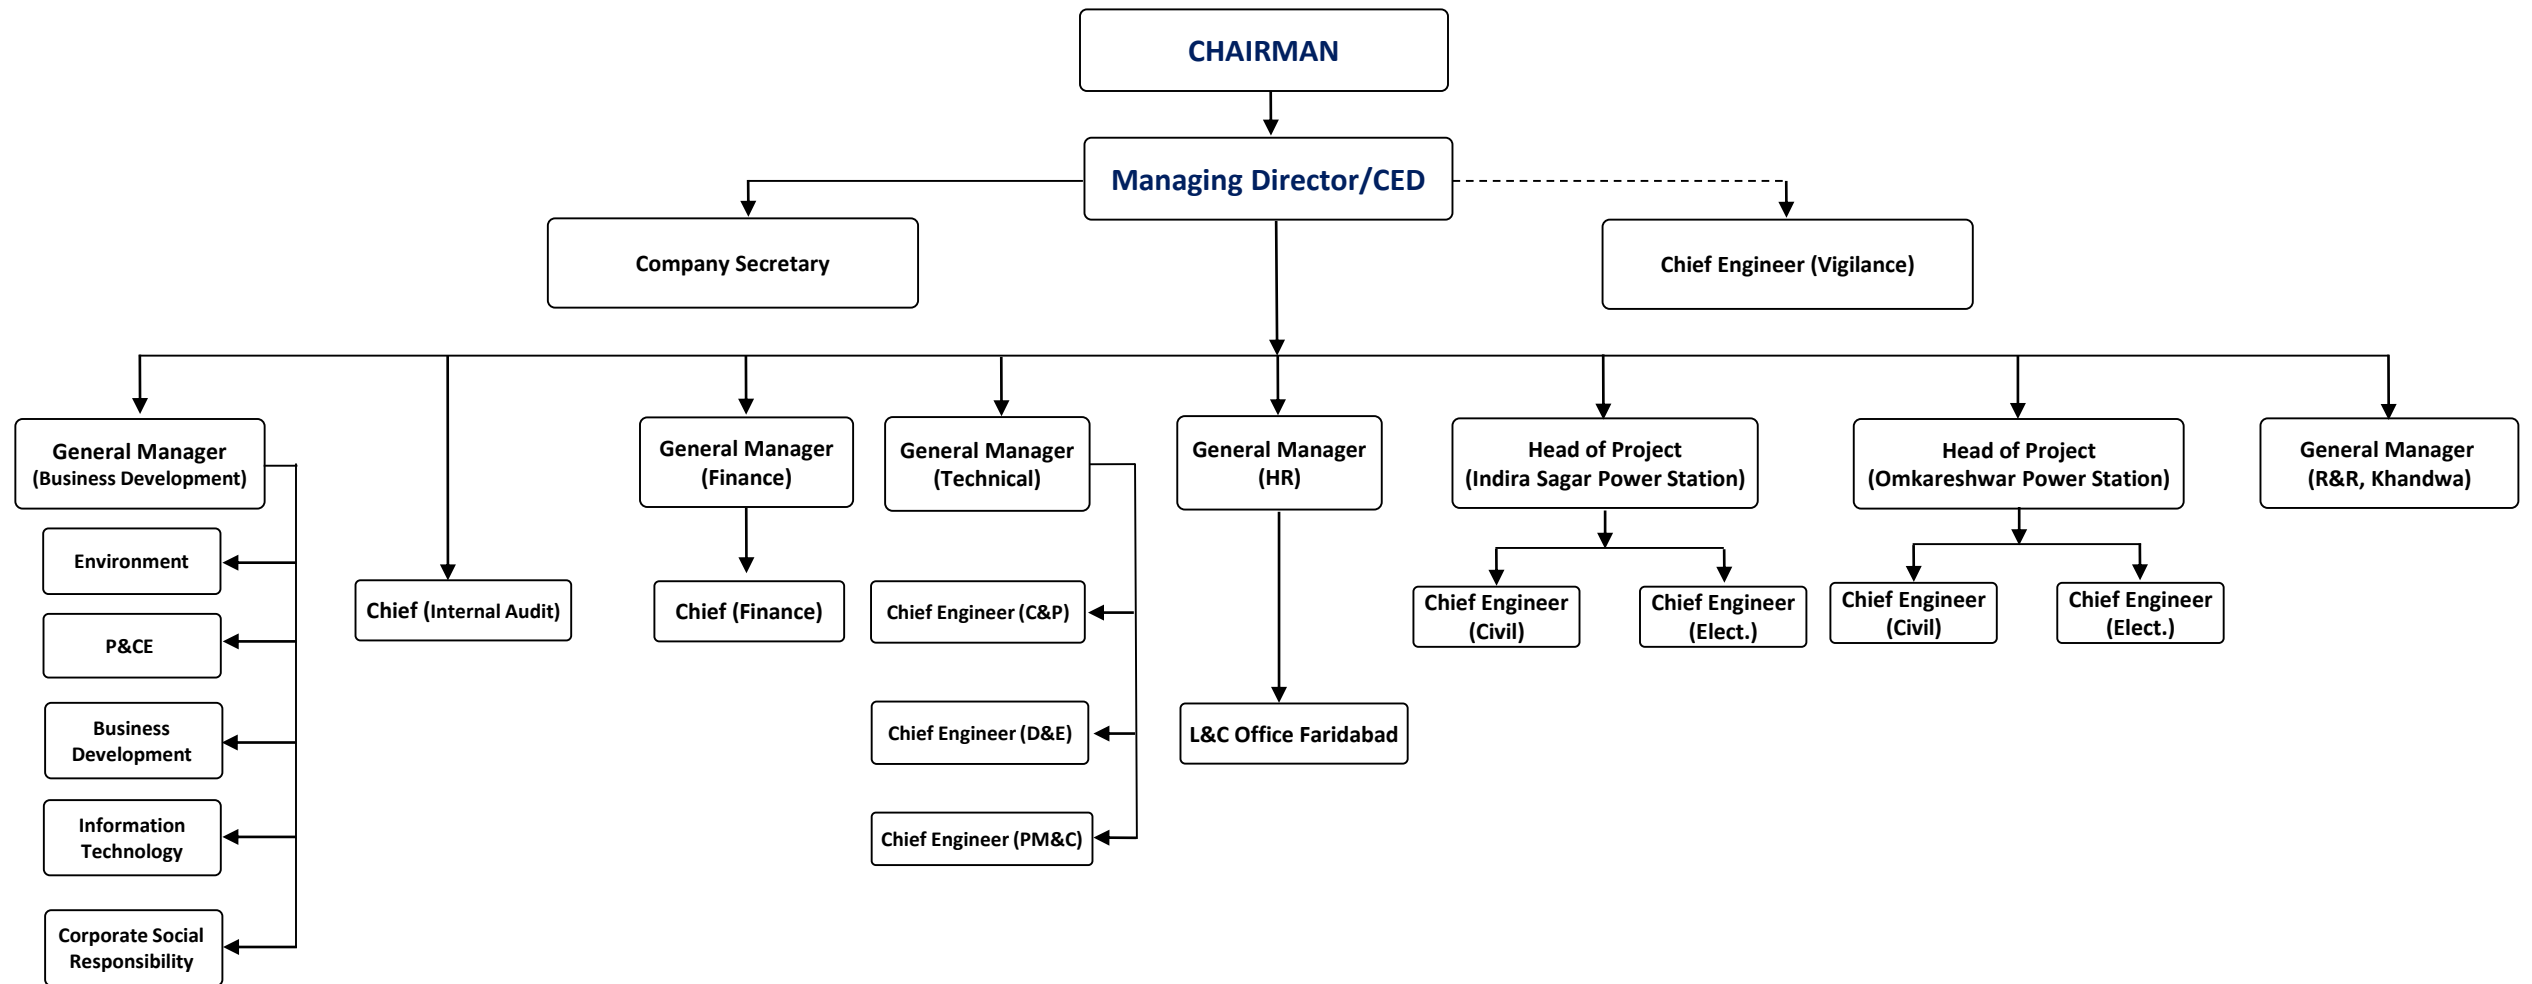 CHAIRMAN
Managing Director/CED
Company Secretary
Chief Engineer (Vigilance)
General Manager
(Business Development)
Environment
P&CE
Business
Development
Information
Technology
Corporate Social
Responsibility
Chief (Internal Audit)
General Manager
(Finance)
Chief (Finance)
General Manager
(Technical)
Chief Engineer (C&P)
Chief Engineer (D&E)
Chief Engineer (PM&C)
General Manager
(HR)
L&C Office Faridabad
Head of Project
(Indira Sagar Power Station)
Chief Engineer
(Civil)
Chief Engineer
(Elect.)
Head of Project
(Omkareshwar Power Station)
Chief Engineer
(Civil)
Chief Engineer
(Elect.)
General Manager
(R&R, Khandwa)